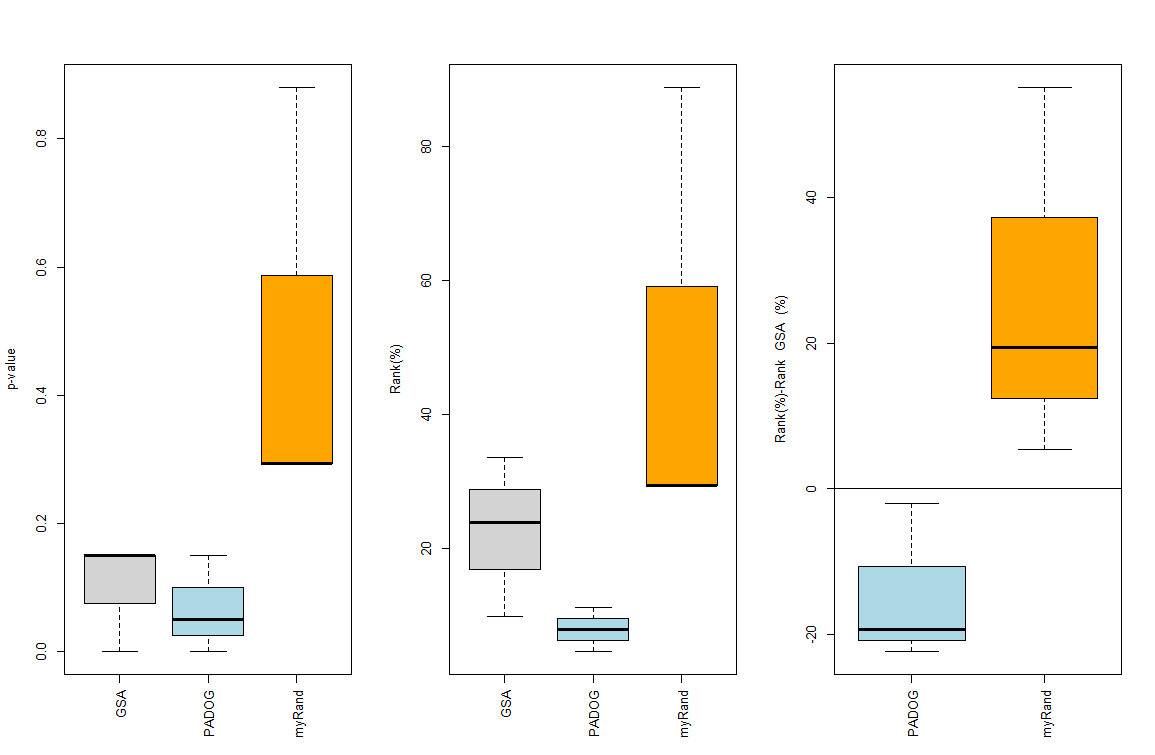 p-value
0.0
0.2
0.4
0.6
0.8
GSA
PADOG
myRand
Rank(%)
20
40
60
80
GSA
PADOG
myRand
Rank(%)-Rank GSA (%)
-20
0
20
40
PADOG
myRand